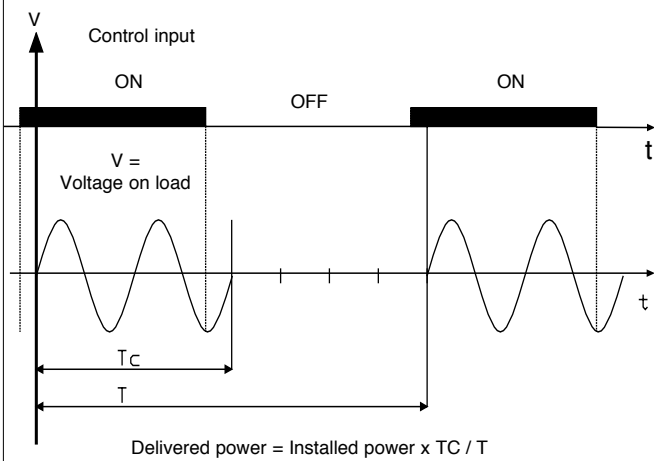 V
Control input
ON
OFF
ON
t
V =
Voltage on load
t
Tc
T
Delivered power = Installed power x TC / T